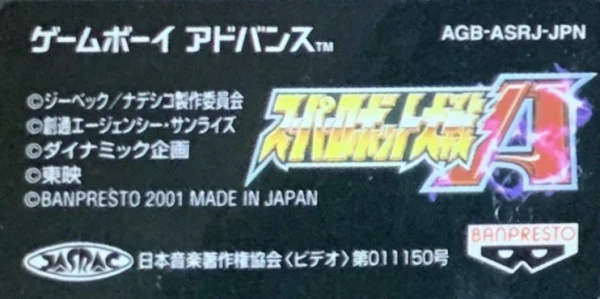 ゲームボーイ アドバンス™
AGB-ASRJ-JPN
©ジーベック/ナデシコ製作委員会
©創通エージェンシー・サンライズ
©ダイナミック企画
©東映
©BANPRESTO 2001 MADE IN JAPAN
スーパーロボット大戦A
BANPRESTO
JASRAC
日本音楽著作権協会〈ビデオ〉第011150号